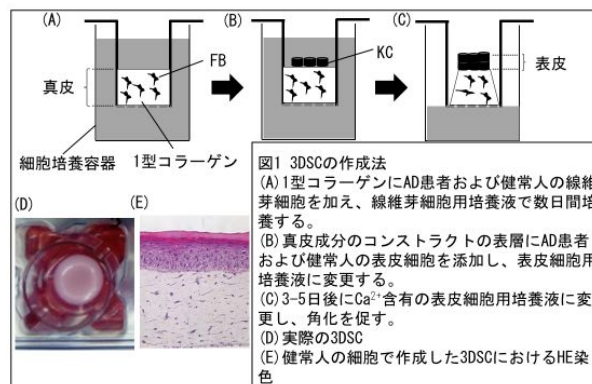 (A)
(B)
(C)
FB
KC
真皮
表皮
細胞培養容器
1型コラーゲン
(D)
(E)
図1 3DSCの作成法
(A)1型コラーゲンにAD患者および健常人の線維
芽細胞を加え、線維芽細胞用培養液で数日間培
養する。
(B)真皮成分のコンストラクトの表層にAD患者
および健常人の表皮細胞を添加し、表皮細胞用
培養液に変更する。
(C)3-5日後にCa²⁺含有の表皮細胞用培養液に変
更し、角化を促す。
(D)実際の3DSC
(E)健常人の細胞で作成した3DSCにおけるHE染
色